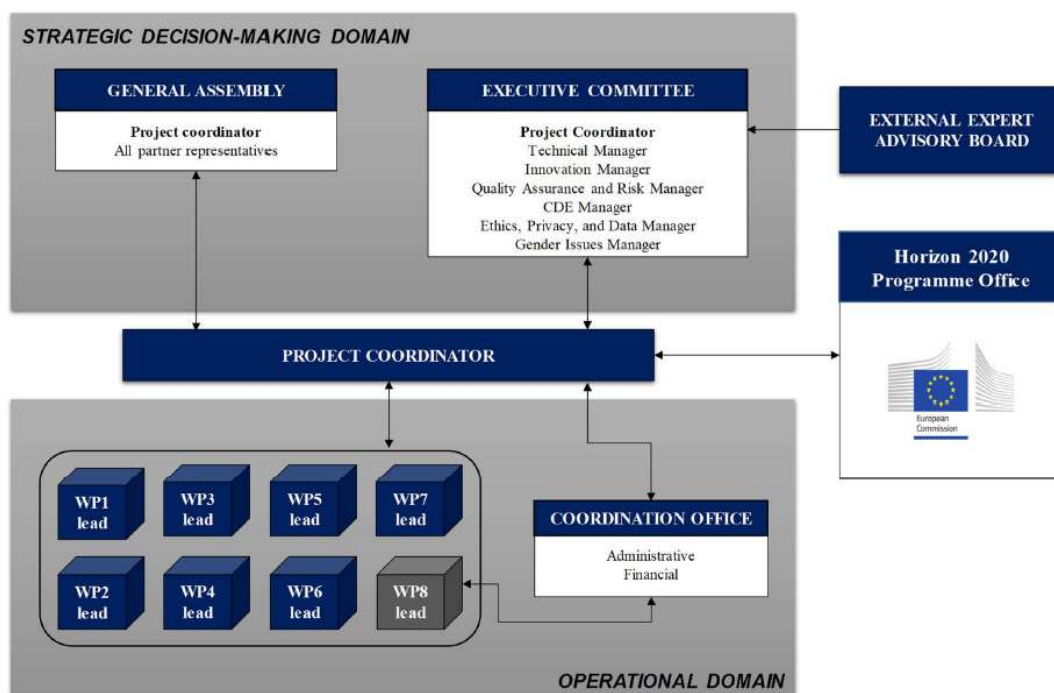 STRATEGIC DECISION-MAKING DOMAIN
GENERAL ASSEMBLY
Project coordinator
All partner representatives
EXECUTIVE COMMITTEE
Project Coordinator
Technical Manager
Innovation Manager
Quality Assurance and Risk Manager
CDE Manager
Ethics, Privacy, and Data Manager
Gender Issues Manager
EXTERNAL EXPERT
ADVISORY BOARD
Horizon 2020
Programme Office
European
Commission
PROJECT COORDINATOR
WP1
lead
WP3
lead
WP5
lead
WP7
lead
WP2
lead
WP4
lead
WP6
lead
WP8
lead
COORDINATION OFFICE
Administrative
Financial
OPERATIONAL DOMAIN